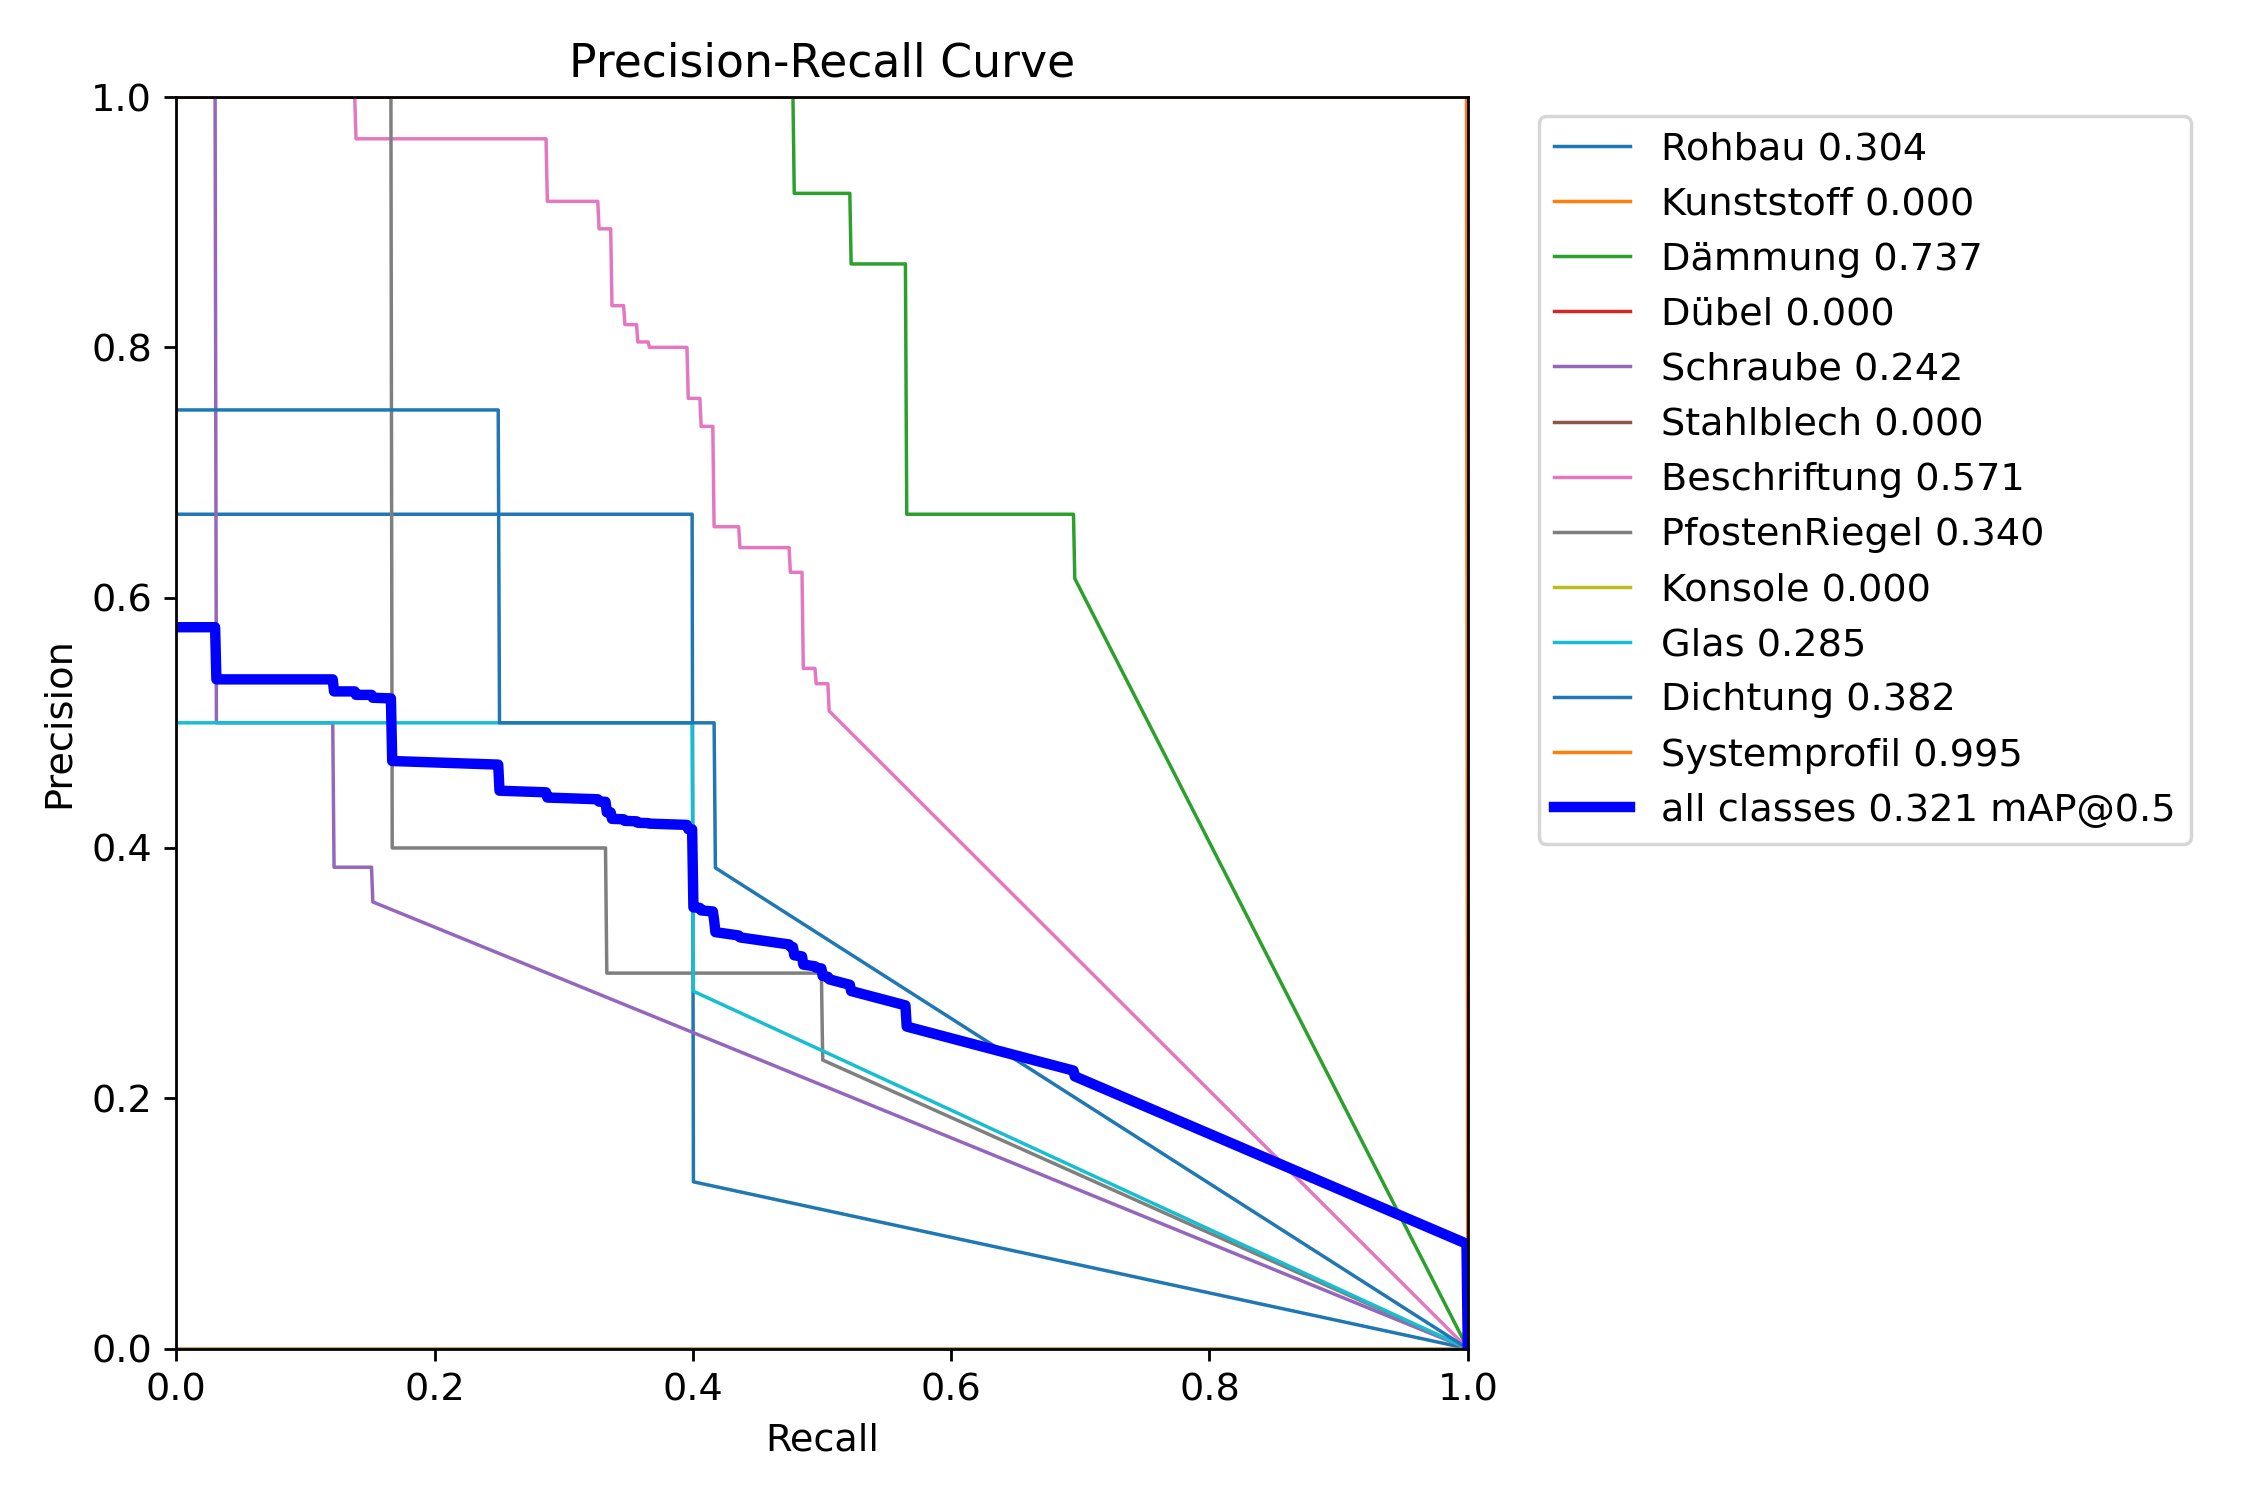 Precision-Recall Curve
1.0
0.8
0.6
0.4
0.2
0.0
Precision
0.0 0.2 0.4 0.6 0.8 1.0
Recall
Rohbau 0.304
Kunststoff 0.000
Dämmung 0.737
Dübel 0.000
Schraube 0.242
Stahlblech 0.000
Beschriftung 0.571
PfostenRiegel 0.340
Konsole 0.000
Glas 0.285
Dichtung 0.382
Systemprofil 0.995
all classes 0.321 mAP@0.5